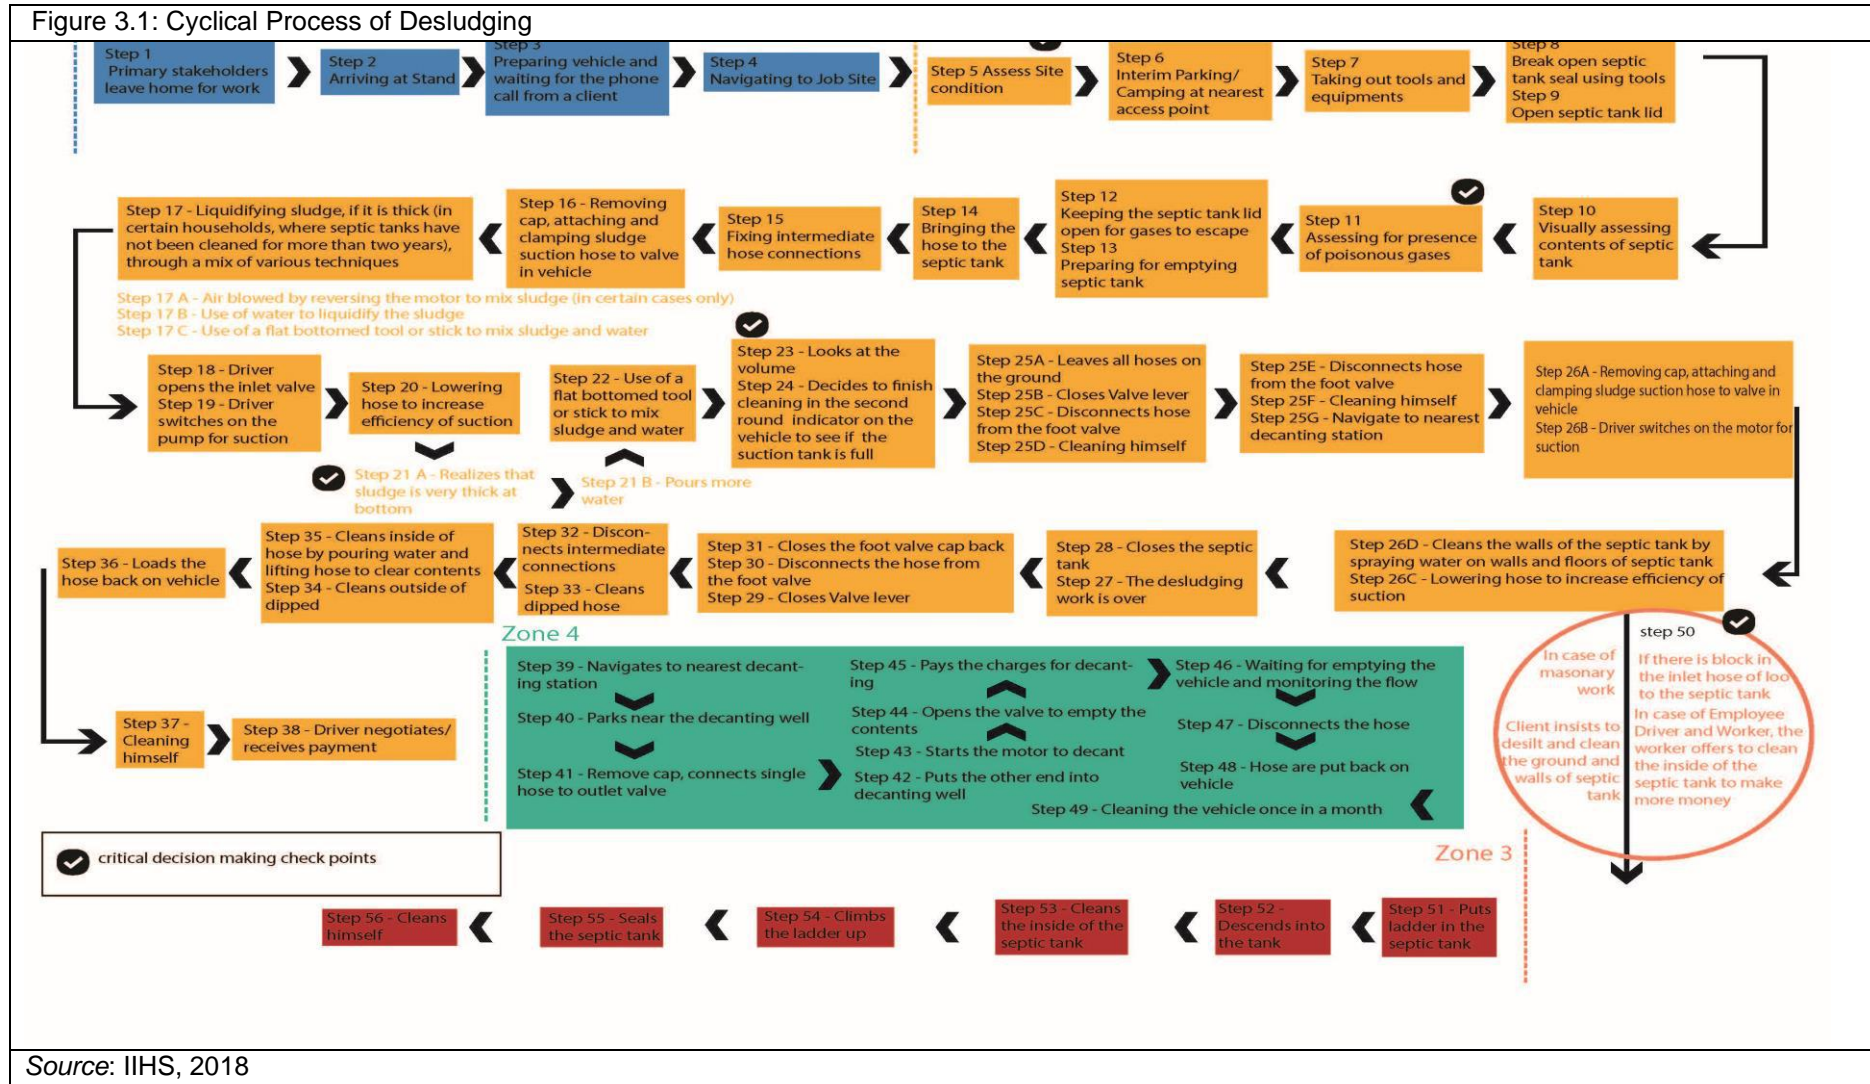 Figure 3.1: Cyclical Process of Desludging
Step 1
Primary stakeholders
leave home for work
Step 2
Arriving at Stand
Step 3
Preparing vehicle and
waiting for the phone
call from a client
Step 4
Navigating to Job Site
Step 5 Assess Site
condition
Step 6
Interim Parking/
Camping at nearest
access point
Step 7
Taking out tools and
equipments
Step 8
Break open septic
tank seal using tools
Step 9
Open septic tank lid
Step 10
Visually assessing
contents of septic
tank
Step 11
Assessing for presence
of poisonous gases
Step 12
Keeping the septic tank lid
open for gases to escape
Step 13
Preparing for emptying
septic tank
Step 14
Bringing the
hose to the
septic tank
Step 15
Fixing intermediate
hose connections
Step 16 - Removing
cap, attaching and
clamping sludge
suction hose to valve
in vehicle
Step 17 - Liquidifying sludge, if it is thick (in
certain households, where septic tanks have
not been cleaned for more than two years),
through a mix of various techniques
Step 17 A - Air blowed by reversing the motor to mix sludge (in certain cases only)
Step 17 B - Use of water to liquidify the sludge
Step 17 C - Use of a flat bottomed tool or stick to mix sludge and water
Step 18 - Driver
opens the inlet valve
Step 19 - Driver
switches on the
pump for suction
Step 20 - Lowering
hose to increase
efficiency of suction
Step 21 A - Realizes that
sludge is very thick at
bottom
Step 21 B - Pours more
water
Step 22 - Use of a
flat bottomed tool
or stick to mix
sludge and water
Step 23 - Looks at the
volume
Step 24 - Decides to finish
cleaning in the second
round indicator on the
vehicle to see if the
suction tank is full
Step 25A - Leaves all hoses on
the ground
Step 25B - Closes Valve lever
Step 25C - Disconnects hose
from the foot valve
Step 25D - Cleaning himself
Step 25E - Disconnects hose
from the foot valve
Step 25F - Cleaning himself
Step 25G - Navigate to nearest
decanting station
Step 26A - Removing cap, attaching and
clamping sludge suction hose to valve in
vehicle
Step 26B - Driver switches on the motor for
suction
Step 26D - Cleans the walls of the septic tank by
spraying water on walls and floors of septic tank
Step 26C - Lowering hose to increase efficiency of
suction
Step 28 - Closes the septic
tank
Step 27 - The desludging
work is over
Step 31 - Closes the foot valve cap back
Step 30 - Disconnects the hose from
the foot valve
Step 29 - Closes Valve lever
Step 32 - Discon-
nects intermediate
connections
Step 33 - Cleans
dipped hose
Step 35 - Cleans inside of
hose by pouring water and
lifting hose to clear contents
Step 34 - Cleans outside of
dipped
Step 36 - Loads the
hose back on vehicle
Step 37 -
Cleaning
himself
Step 38 - Driver negotiates/
receives payment
Zone 4
Step 39 - Navigates to nearest decant-
ing station
Step 40 - Parks near the decanting well
Step 41 - Remove cap, connects single
hose to outlet valve
Step 45 - Pays the charges for decant-
ing
Step 44 - Opens the valve to empty the
contents
Step 43 - Starts the motor to decant
Step 42 - Puts the other end into
decanting well
Step 46 - Waiting for emptying the
vehicle and monitoring the flow
Step 47 - Disconnects the hose
Step 48 - Hose are put back on
vehicle
Step 49 - Cleaning the vehicle once in a month
step 50
In case of
masonary
work
Client insists to
desilt and clean
the ground and
walls of septic
tank
If there is block in
the inlet hose of loo
to the septic tank
In case of Employee
Driver and Worker, the
worker offers to clean
the inside of the
septic tank to make
more money
critical decision making check points
Zone 3
Step 56 - Cleans
himself
Step 55 - Seals
the septic tank
Step 54 - Climbs
the ladder up
Step 53 - Cleans
the inside of the
septic tank
Step 52 -
Descends into
the tank
Step 51 - Puts
ladder in the
septic tank
Source: IIHS, 2018